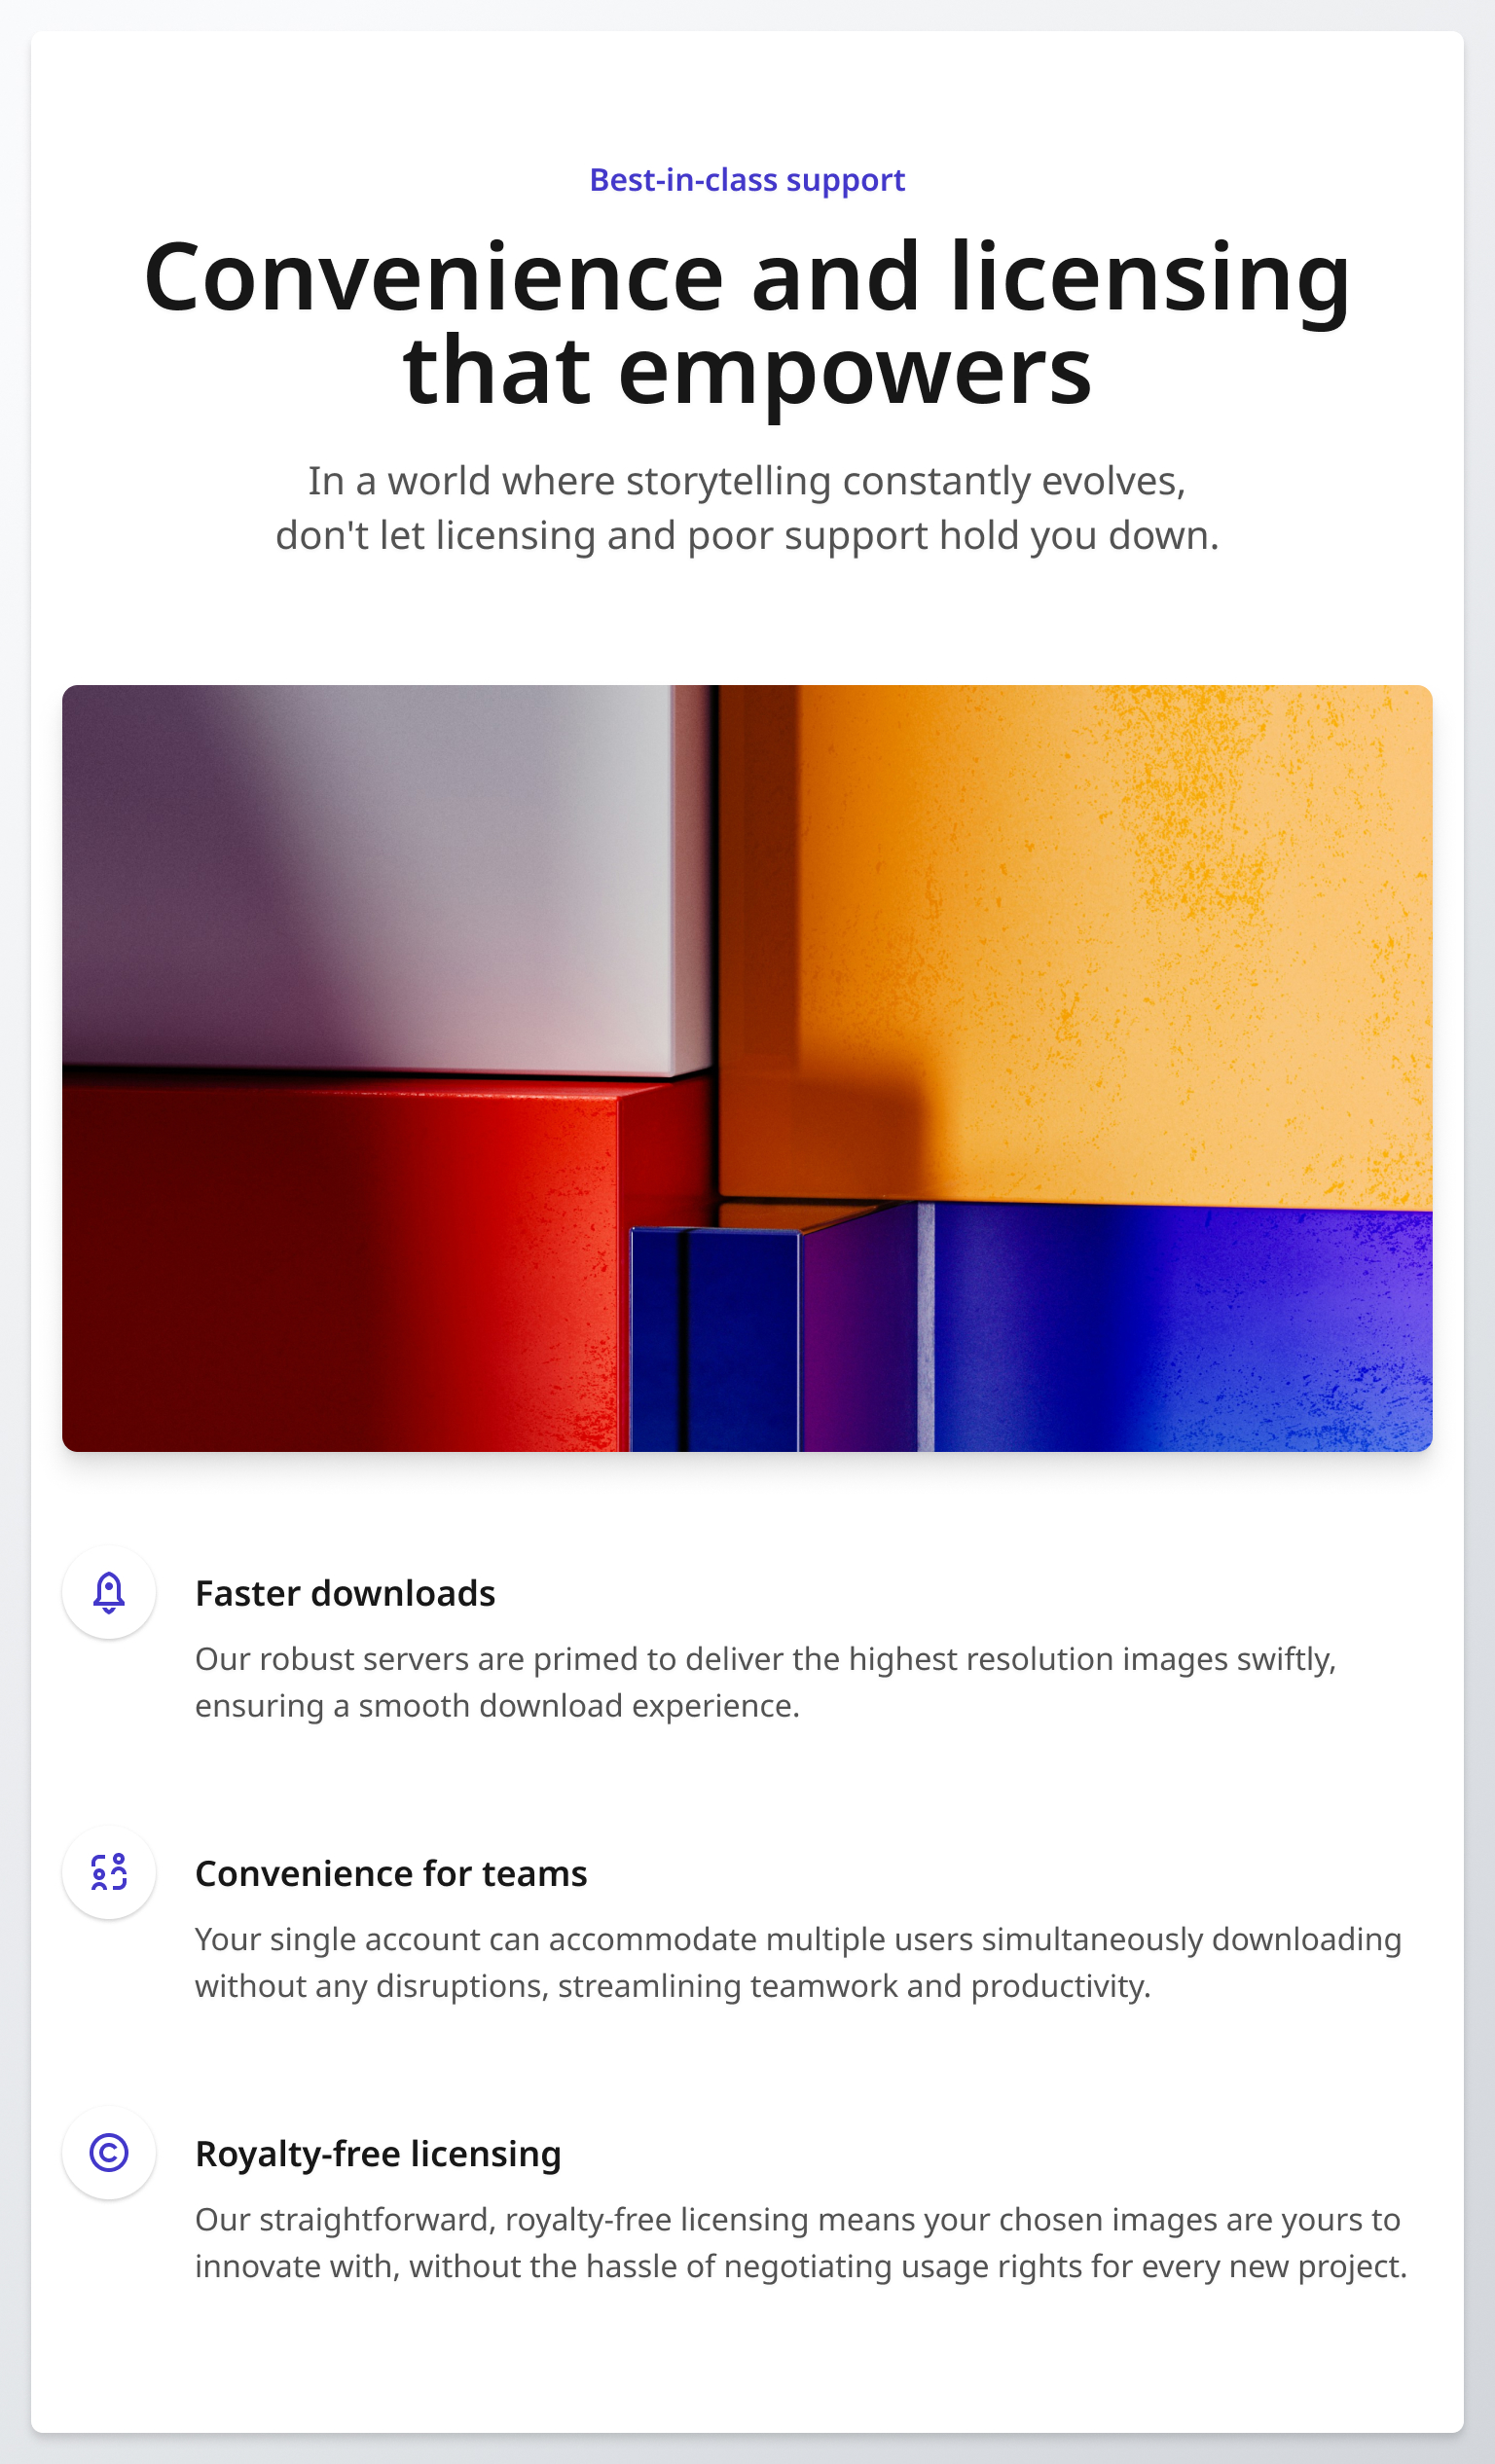 Best-in-class support
Convenience and licensing
that empowers
In a world where storytelling constantly evolves,
don't let licensing and poor support hold you down.
Faster downloads
Our robust servers are primed to deliver the highest resolution images swiftly,
ensuring a smooth download experience.
Convenience for teams
Your single account can accommodate multiple users simultaneously downloading
without any disruptions, streamlining teamwork and productivity.
Royalty-free licensing
Our straightforward, royalty-free licensing means your chosen images are yours to
innovate with, without the hassle of negotiating usage rights for every new project.